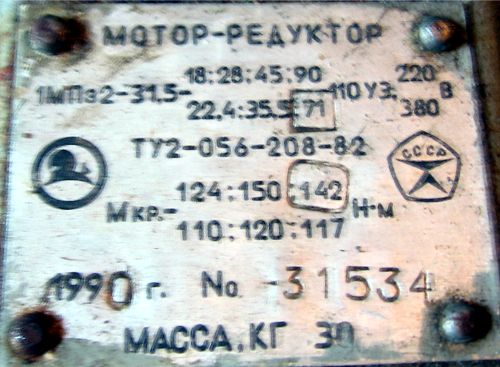 МОТОР-РЕДУКТОР
18:28:45:90
1МПз2-31.5- 110 УЗ. 220 В
22,4:35,5:71 380
ТУ2-056-208-82
СССР
124:150:142
Мкр.- Н-м
110:120:117
1990 г. No -31534
МАССА, КГ 30